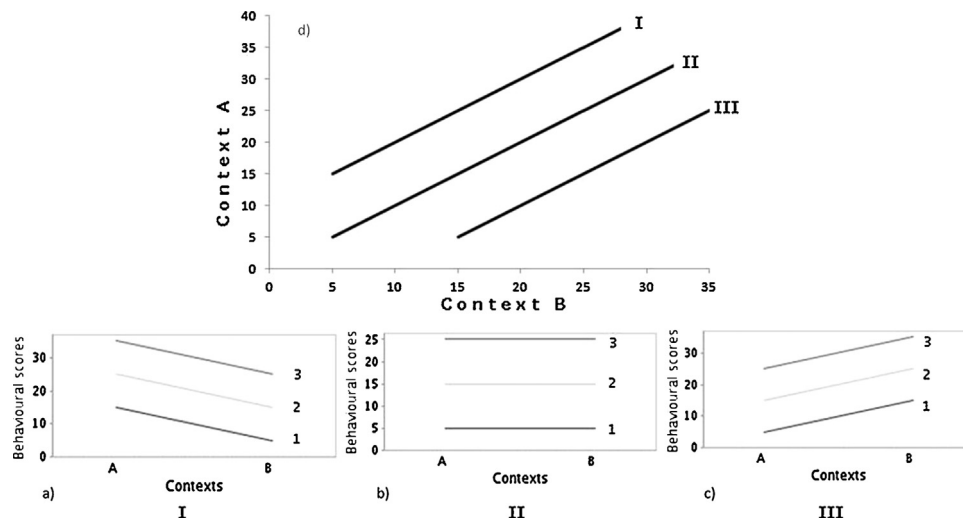 d)
Context A
40
35
30
25
20
15
10
5
0
I
II
III
0 5 10 15 20 25 30 35
Context B
Behavioural scores
30
20
10
0
3
2
1
A B
Contexts
a)
I
Behavioural scores
25
20
15
10
5
0
3
2
1
A B
Contexts
b)
II
Behavioural scores
30
20
10
0
3
2
1
A B
Contexts
c)
III